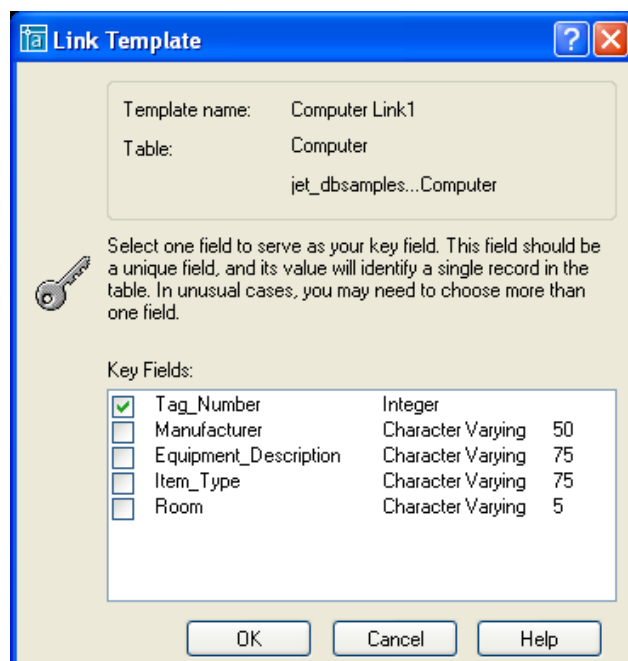 Link Template
Template name: Computer Link1
Table: Computer
jet_dbsamples...Computer
Select one field to serve as your key field. This field should be
a unique field, and its value will identify a single record in the
table. In unusual cases, you may need to choose more than
one field.
Key Fields:
Tag_Number Integer
Manufacturer Character Varying 50
Equipment_Description Character Varying 75
Item_Type Character Varying 75
Room Character Varying 5
OK Cancel Help